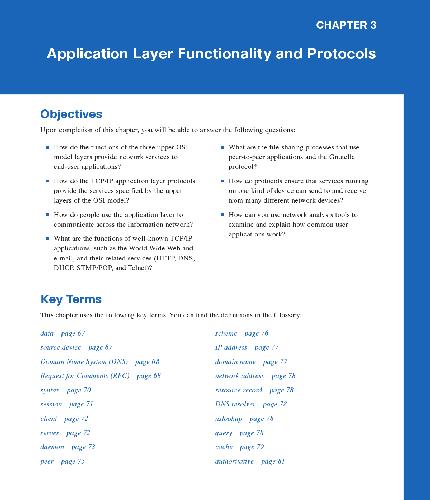 CHAPTER 3
Application Layer Functionality and Protocols
Objectives
Upon completion of this chapter, you will be able to answer the following questions:
How do the functions of the three upper OSI
model layers provide network services to
end-user applications?
How do the TCP/IP application layer protocols
provide the services specified by the upper
layers of the OSI model?
How do people use the application layer to
communicate across the information network?
What are the functions of well-known TCP/IP
applications, such as the World Wide Web and
e-mail, and their related services (HTTP, DNS,
DHCP, STMP/POP, and Telnet)?
What are the file-sharing processes that use
peer-to-peer applications and the Gnutella
protocol?
How do protocols ensure that services running
on one kind of device can send to and receive
from many different network devices?
How can you use network analysis tools to
examine and explain how common user
applications work?
Key Terms
This chapter uses the following key terms. You can find the definitions in the Glossary.
data page 67
source device page 67
Domain Name System (DNS) page 68
Request for Comments (RFC) page 68
syntax page 70
session page 71
client page 72
server page 72
daemon page 73
peer page 75
scheme page 76
IP address page 77
domain name page 77
network address page 78
resource record page 78
DNS resolver page 78
nslookup page 78
query page 78
cache page 79
authoritative page 81